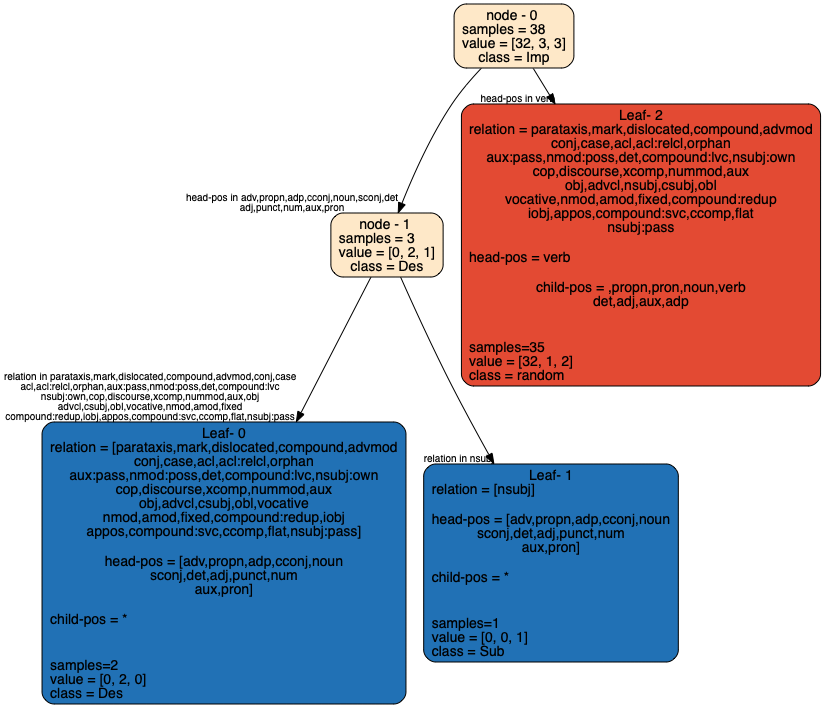 node - 0
samples = 38
value = [32, 3, 3]
class = Imp
head-pos in verb
Leaf- 2
relation = parataxis,mark,dislocated,compound,advmod
conj,case,acl,acl:relcl,orphan
aux:pass,nmod:poss,det,compound:lvc,nsubj:own
cop,discourse,xcomp,nummod,aux
obj,advcl,nsubj,csubj,obl
vocative,nmod,amod,fixed,compound:redup
iobj,appos,compound:svc,ccomp,flat
nsubj:pass
head-pos = verb
child-pos = ,propn,pron,noun,verb
det,adj,aux,adp
samples=35
value = [32, 1, 2]
class = random
head-pos in adv,propn,adp,cconj,noun,sconj,det
adj,punct,num,aux,pron
node - 1
samples = 3
value = [0, 2, 1]
class = Des
relation in parataxis,mark,dislocated,compound,advmod,conj,case
acl,acl:relcl,orphan,aux:pass,nmod:poss,det,compound:lvc
nsubj:own,cop,discourse,xcomp,nummod,aux,obj
advcl,csubj,obl,vocative,nmod,amod,fixed
compound:redup,iobj,appos,compound:svc,ccomp,flat,nsubj:pass
Leaf- 0
relation = [parataxis,mark,dislocated,compound,advmod
conj,case,acl,acl:relcl,orphan
aux:pass,nmod:poss,det,compound:lvc,nsubj:own
cop,discourse,xcomp,nummod,aux
obj,advcl,csubj,obl,vocative
nmod,amod,fixed,compound:redup,iobj
appos,compound:svc,ccomp,flat,nsubj:pass]
head-pos = [adv,propn,adp,cconj,noun
sconj,det,adj,punct,num
aux,pron]
child-pos = *
samples=2
value = [0, 2, 0]
class = Des
relation in nsubj
Leaf- 1
relation = [nsubj]
head-pos = [adv,propn,adp,cconj,noun
sconj,det,adj,punct,num
aux,pron]
child-pos = *
samples=1
value = [0, 0, 1]
class = Sub